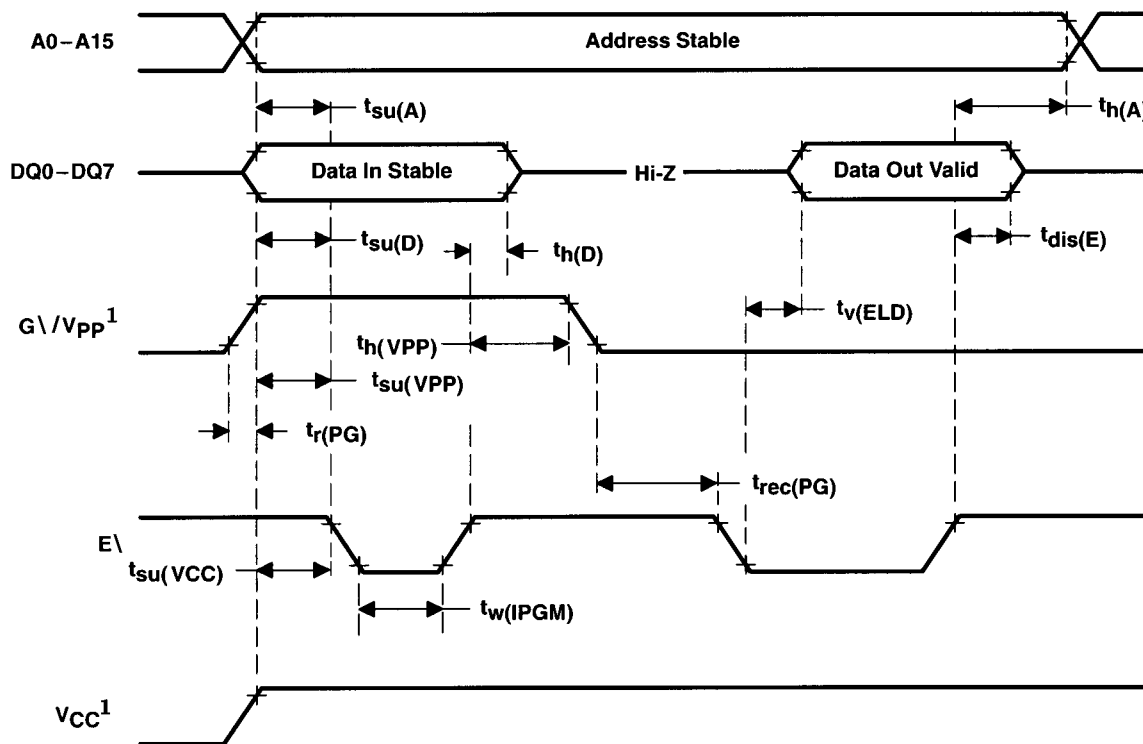 A0–A15
Address Stable
tsu(A)
th(A)
DQ0–DQ7
Data In Stable
Hi-Z
Data Out Valid
tsu(D)
th(D)
tdis(E)
G\ /VPP1
tv(ELD)
th(VPP)
tsu(VPP)
tr(PG)
trec(PG)
E\
tsu(VCC)
tw(IPGM)
VCC1